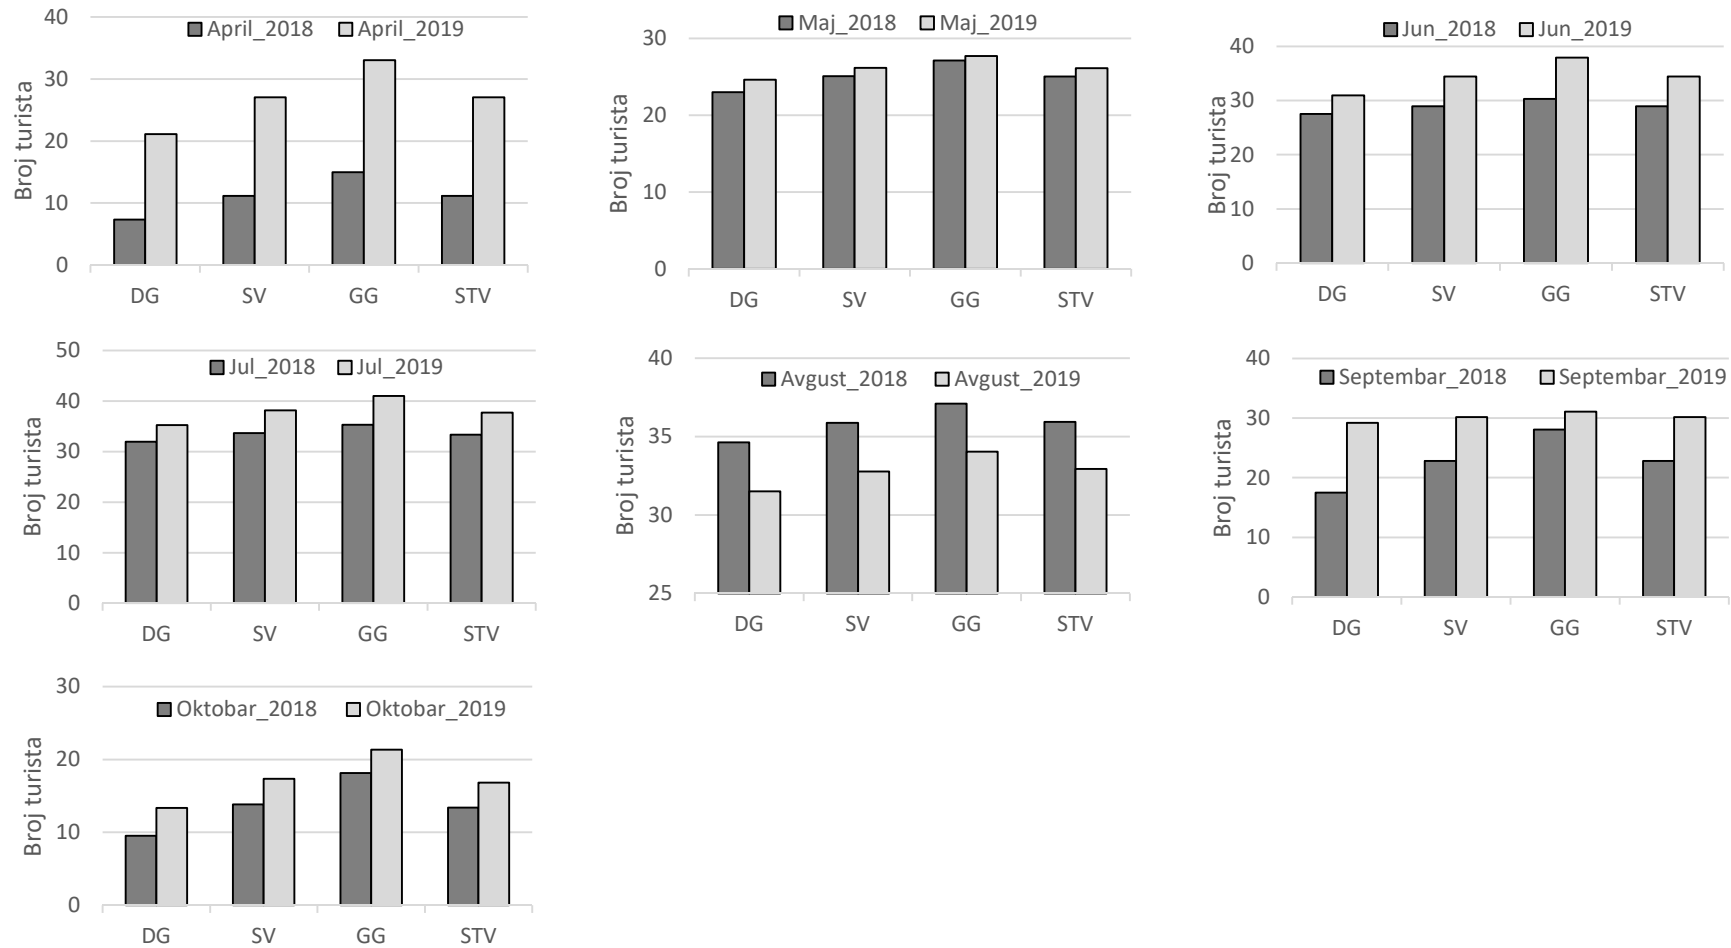 April_2018 April_2019
Broj turista
40
30
20
10
0
DG SV GG STV
Maj_2018 Maj_2019
Broj turista
30
20
10
0
DG SV GG STV
Jun_2018 Jun_2019
Broj turista
40
30
20
10
0
DG SV GG STV
Jul_2018 Jul_2019
Broj turista
50
40
30
20
10
0
DG SV GG STV
Avgust_2018 Avgust_2019
Broj turista
40
35
30
25
DG SV GG STV
Septembar_2018 Septembar_2019
Broj turista
40
30
20
10
0
DG SV GG STV
Oktobar_2018 Oktobar_2019
Broj turista
30
20
10
0
DG SV GG STV